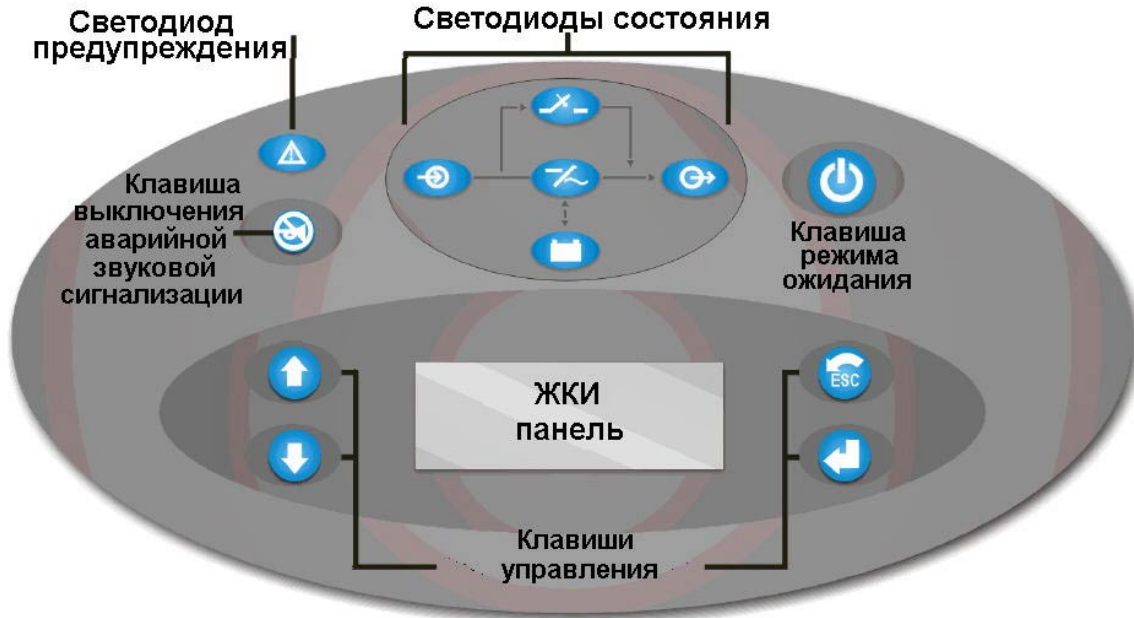 Светодиод
предупреждения
Светодиоды состояния
Клавиша
выключения
аварийной
звуковой
сигнализации
Клавиша
режима
ожидания
ESC
ЖКИ
панель
Клавиши
управления